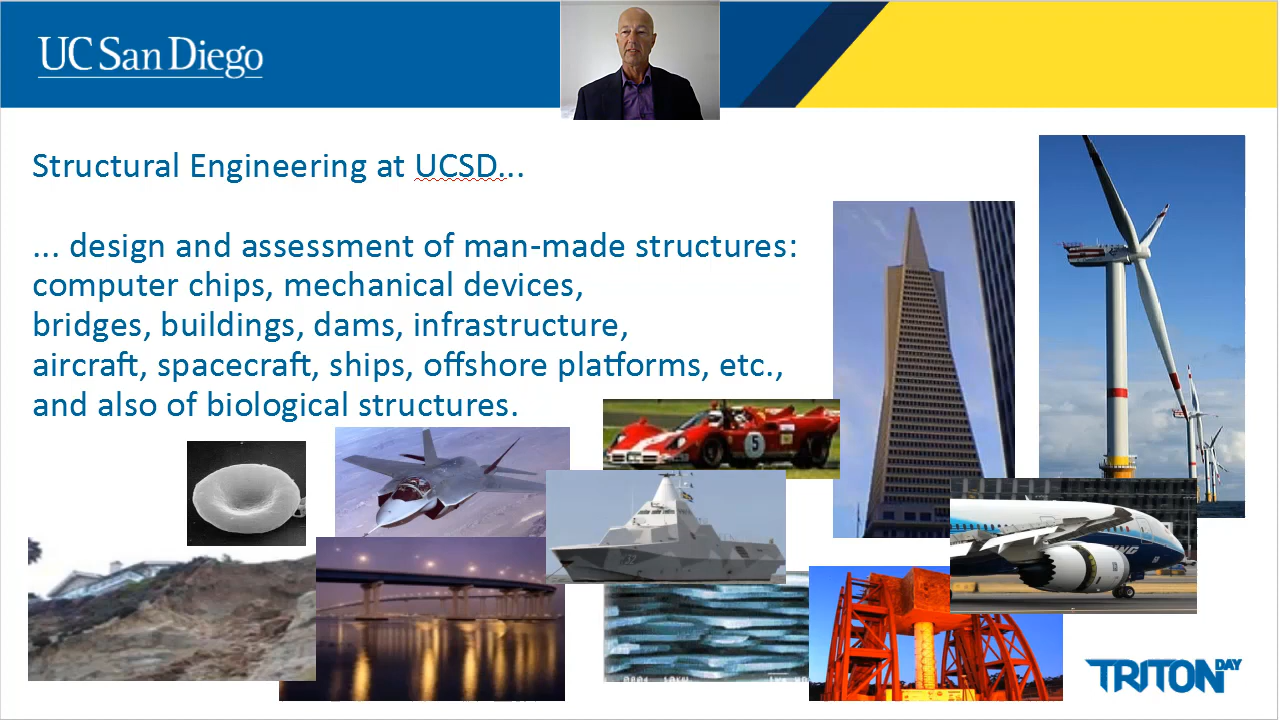 UC San Diego
Structural Engineering at UCSD...
... design and assessment of man-made structures:
computer chips, mechanical devices,
bridges, buildings, dams, infrastructure,
aircraft, spacecraft, ships, offshore platforms, etc.,
and also of biological structures.
5
TRITON DAY